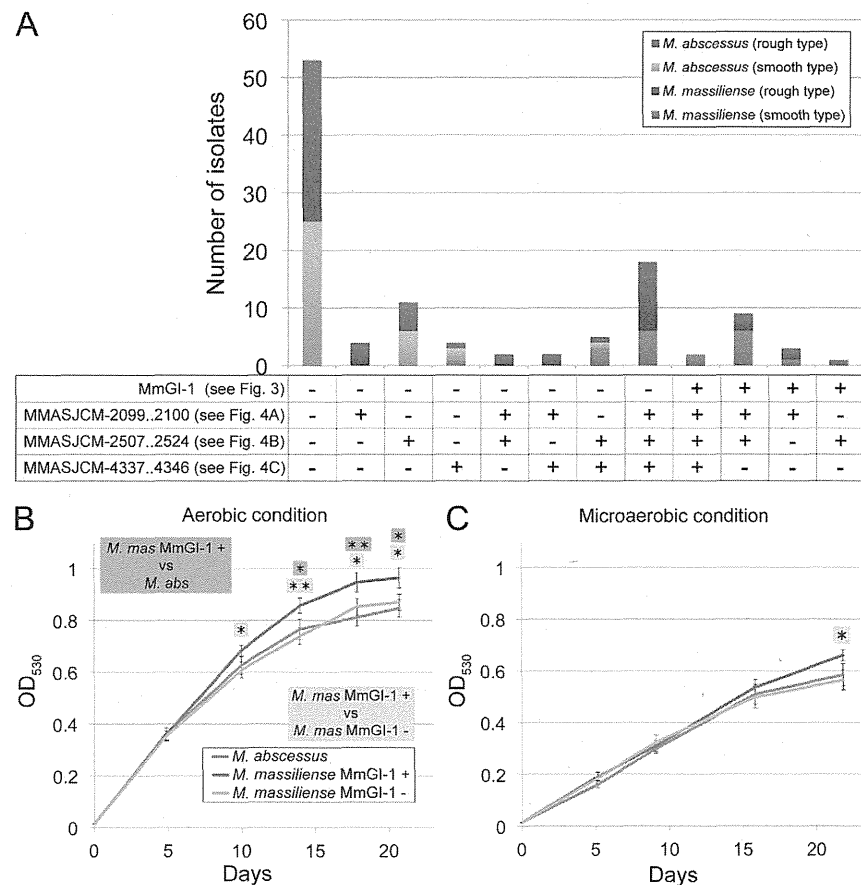 A
Number of isolates
60
50
40
30
20
10
0
M. abscessus (rough type)
M. abscessus (smooth type)
M. massiliense (rough type)
M. massiliense (smooth type)
MmGI-1 (see Fig. 3) - - - - - - - - + + + +
MMASJCM-2099..2100 (see Fig. 4A) - + - - + + - + + + + -
MMASJCM-2507..2524 (see Fig. 4B) - - + - + - + + + + - +
MMASJCM-4337..4346 (see Fig. 4C) - - - + - + + + + - - -
B
Aerobic condition
M. mas MmGI-1 +
vs
M. abs
* * ** ** * * *
M. mas MmGI-1 +
vs
M. mas MmGI-1 -
M. abscessus
M. massiliense MmGI-1 +
M. massiliense MmGI-1 -
OD530
1
0.8
0.6
0.4
0.2
0
0 5 10 15 20
Days
C
Microaerobic condition
*
OD530
1
0.8
0.6
0.4
0.2
0
0 5 10 15 20
Days